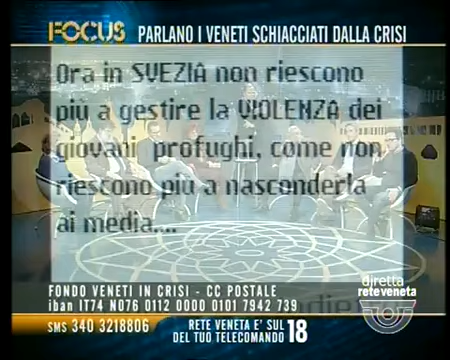 FOCUS PARLANO I VENETI SCHIACCIATI DALLA CRISI
Ora in SVEZIA non riescono
più a gestire la VIOLENZA dei
giovani profughi, come non
riescono più a nasconderla
ai media....
FONDO VENETI IN CRISI - CC POSTALE
iban IT74 N076 0112 0000 0101 7942 739
diretta
reteveneta
SMS 340 3218806
RETE VENETA E' SUL
DEL TUO TELECOMANDO 18